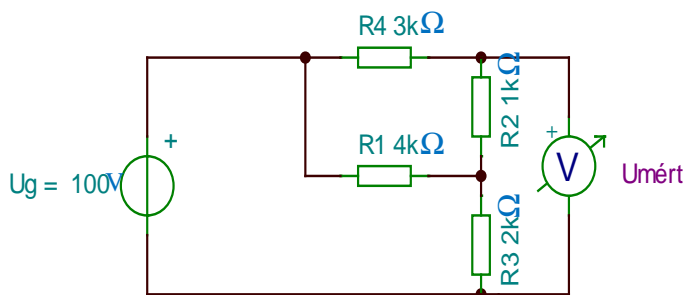 R4 3kΩ
R2 1kΩ
R1 4kΩ
+
+
V
Ug = 100V
Umért
R3 2kΩ